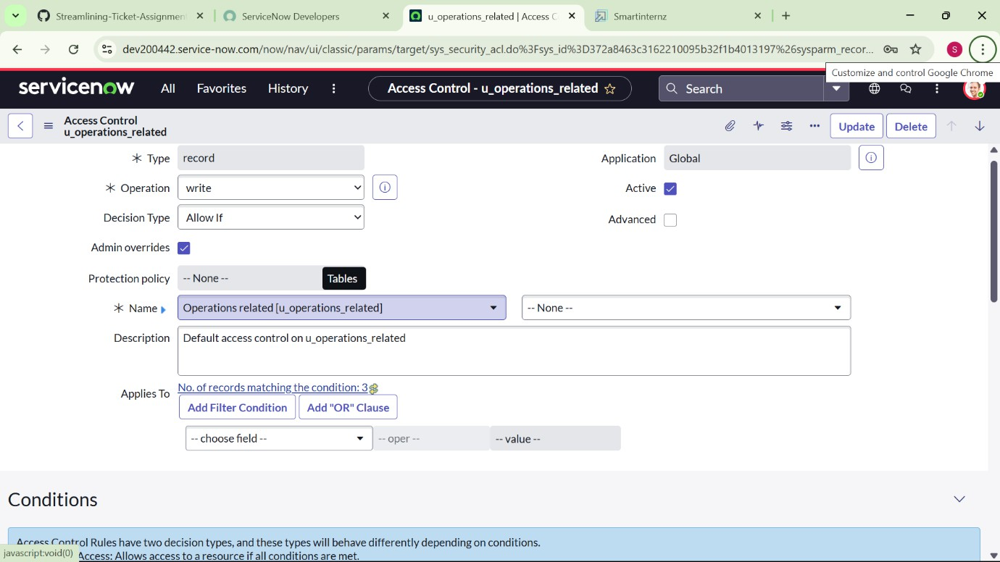 Streamlining-Ticket-Assignment
ServiceNow Developers
u_operations_related | Access C
Smartinternz
dev200442.service-now.com/now/nav/ui/classic/params/target/sys_security_acl.do%3Fsys_id%3D372a8463c3162210095b32f1b4013197%26sysparm_recor...
S
Customize and control Google Chrome
servicenow
All
Favorites
History
Access Control - u_operations_related
Search
Access Control
u_operations_related
Update
Delete
Type
record
Application
Global
Operation
write
Active
Decision Type
Allow If
Advanced
Admin overrides
Protection policy
-- None --
Tables
Name
Operations related [u_operations_related]
-- None --
Description
Default access control on u_operations_related
Applies To
No. of records matching the condition: 3
Add Filter Condition
Add "OR" Clause
-- choose field --
-- oper --
-- value --
Conditions
Access Control Rules have two decision types, and these types will behave differently depending on conditions.
Access: Allows access to a resource if all conditions are met.
javascript:void(0)